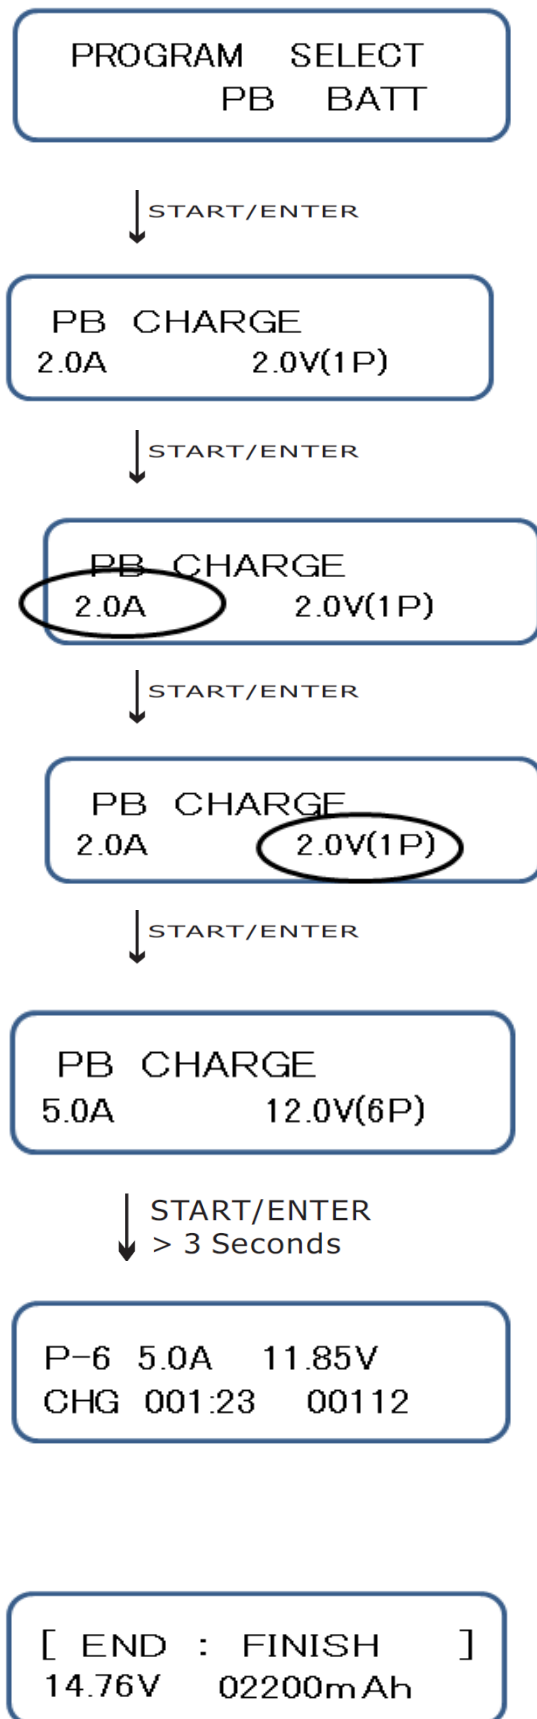 PROGRAM SELECT
PB BATT
START/ENTER
PB CHARGE
2.0A 2.0V(1P)
START/ENTER
PB CHARGE
2.0A 2.0V(1P)
START/ENTER
PB CHARGE
2.0A 2.0V(1P)
START/ENTER
PB CHARGE
5.0A 12.0V(6P)
START/ENTER
> 3 Seconds
P-6 5.0A 11.85V
CHG 001:23 00112
[ END : FINISH ]
14.76V 02200mAh